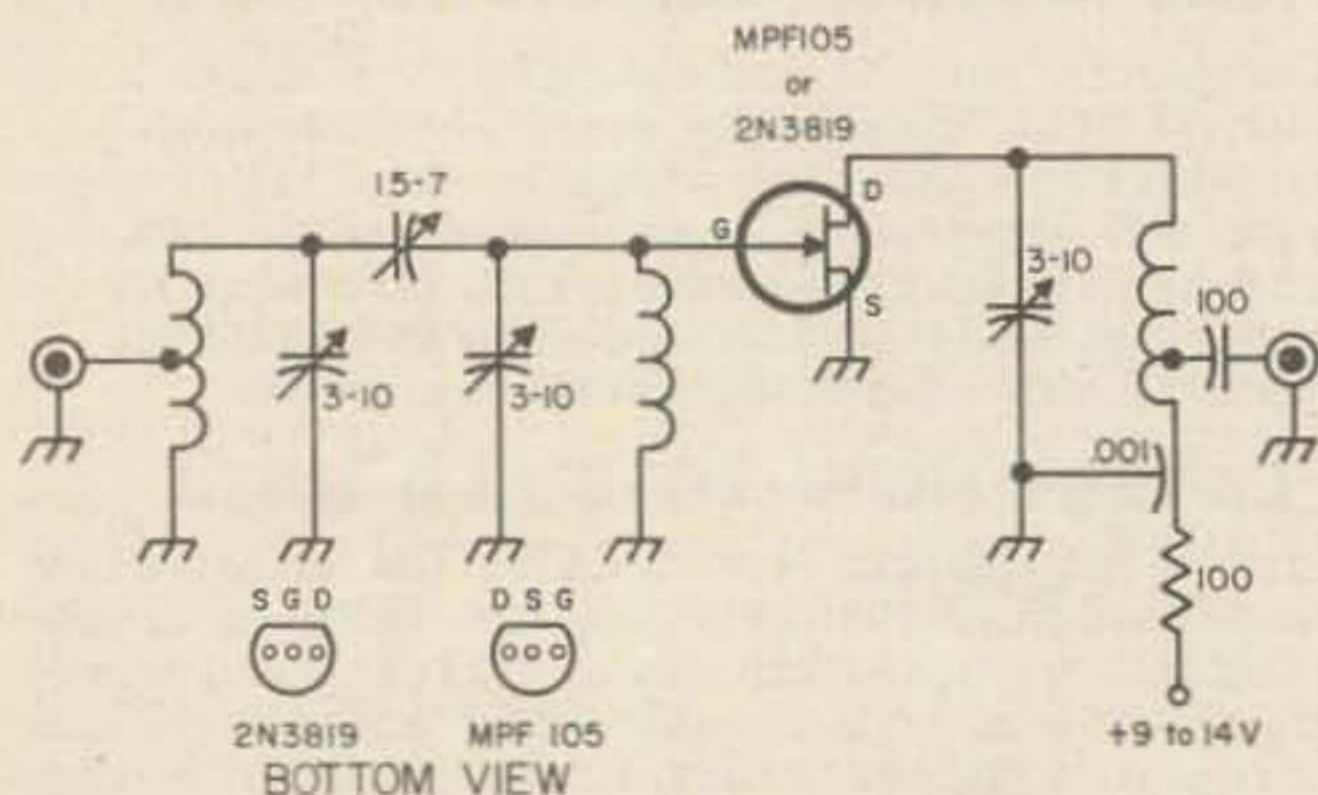 MPF105
or
2N3819
1.5-7
G
D
S
3-10
3-10
3-10
100
.001
100
+9 to 14V
S G D
D S G
2N3819
MPF 105
BOTTOM VIEW